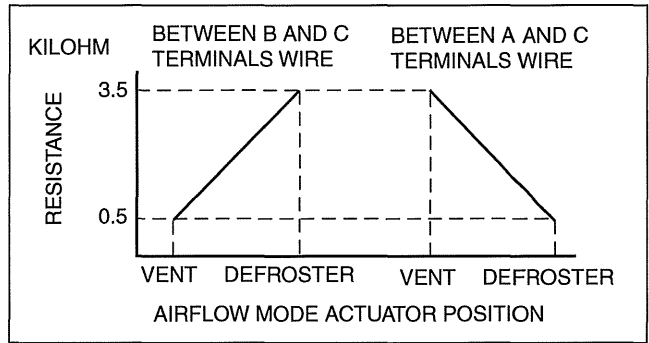 KILOHM
BETWEEN B AND C
TERMINALS WIRE
BETWEEN A AND C
TERMINALS WIRE
RESISTANCE
3.5
0.5
VENT DEFROSTER VENT DEFROSTER
AIRFLOW MODE ACTUATOR POSITION